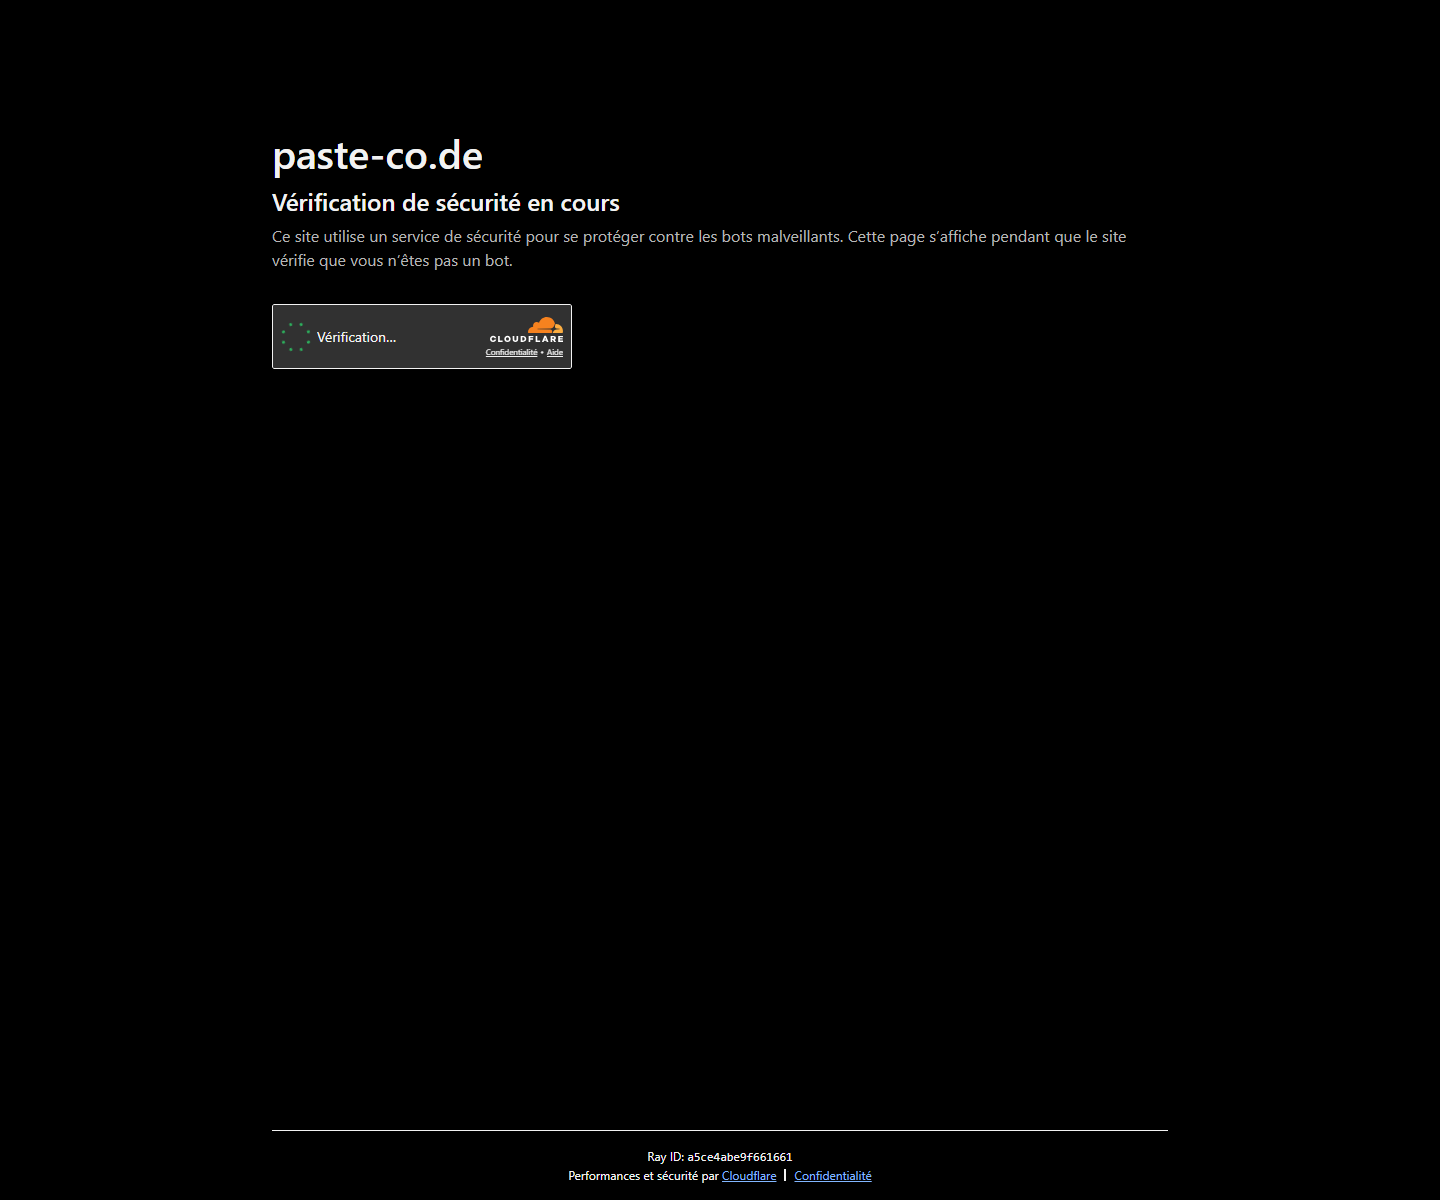 paste-co.de
Vérification de sécurité en cours
Ce site utilise un service de sécurité pour se protéger contre les bots malveillants. Cette page s’affiche pendant que le site
vérifie que vous n’êtes pas un bot.
Vérification...
CLOUDFLARE
Confidentialité • Aide
Ray ID: a5ce4abe9f661661
Performances et sécurité par Cloudflare | Confidentialité